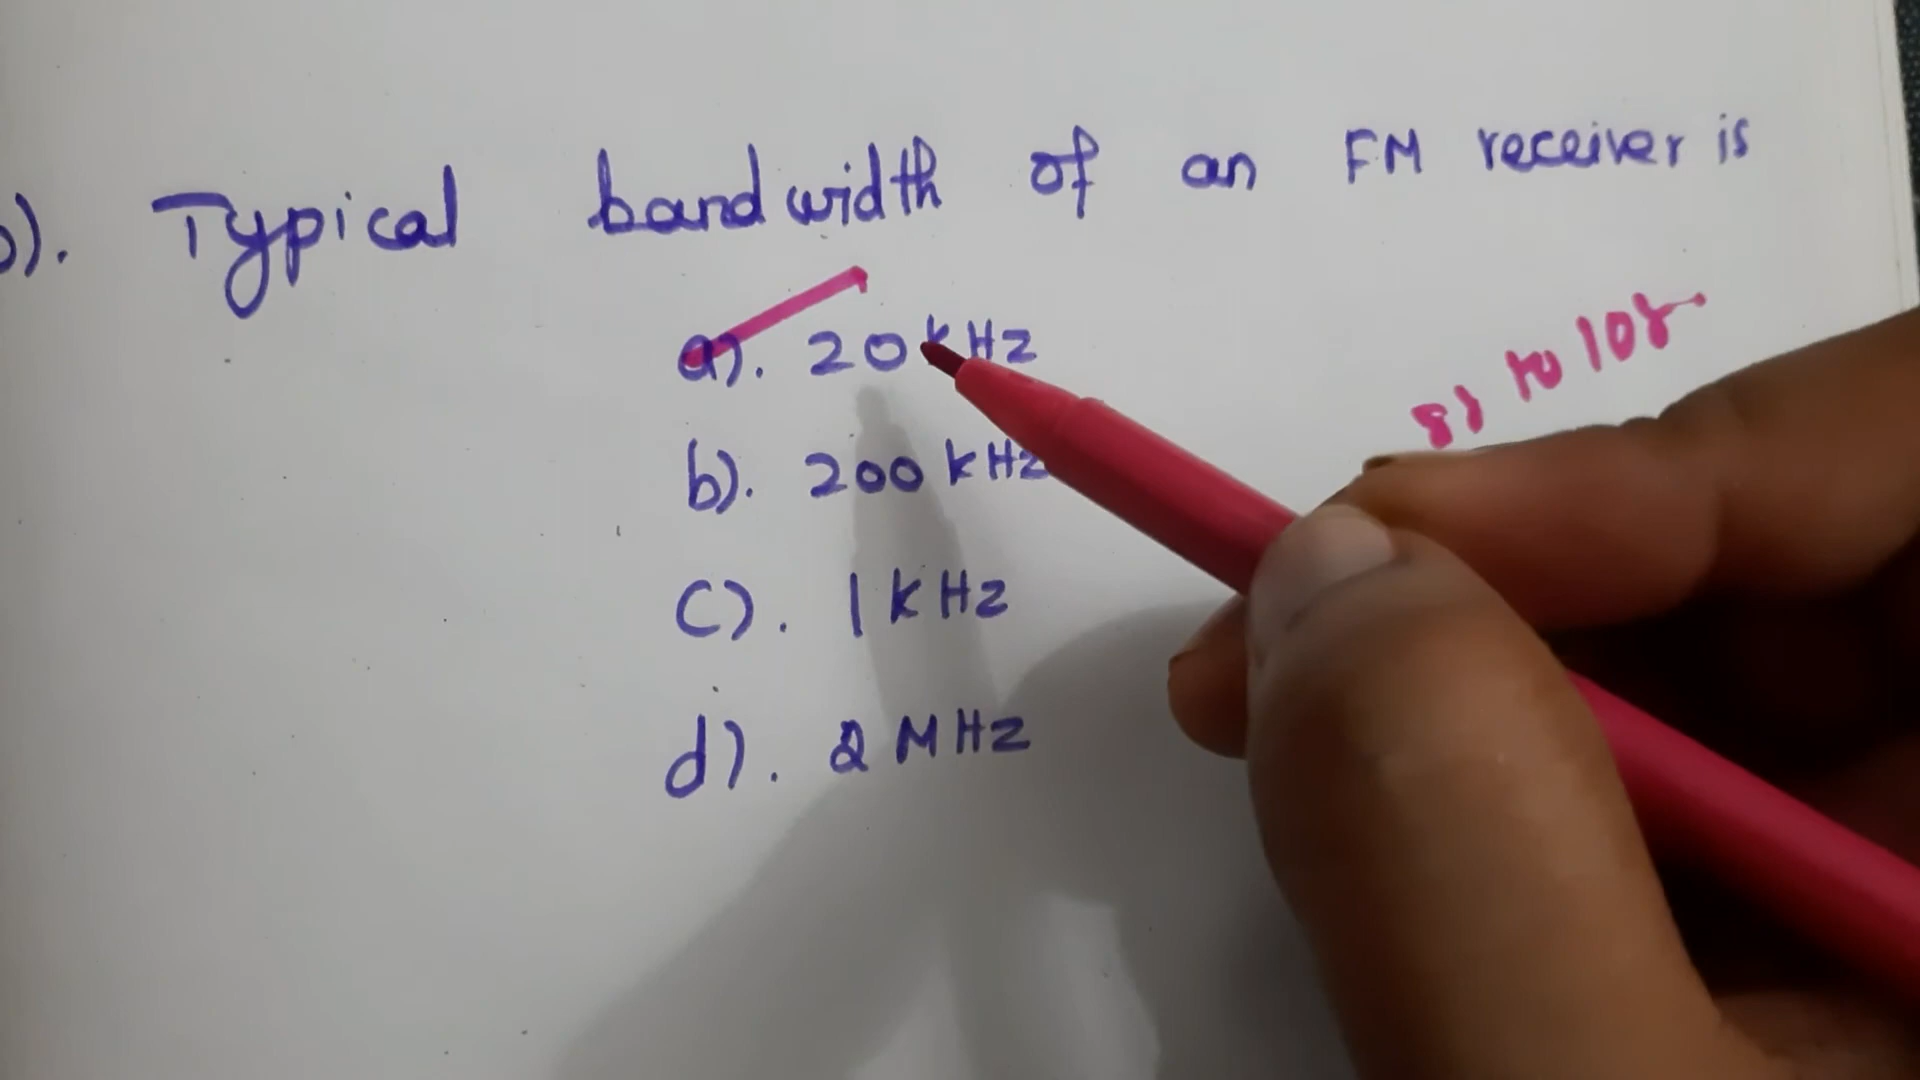 ). Typical bandwidth of an FM receiver is
a). 20 kHz
88 to 108
b). 200 kHz
c). 1 kHz
d). 2 MHz